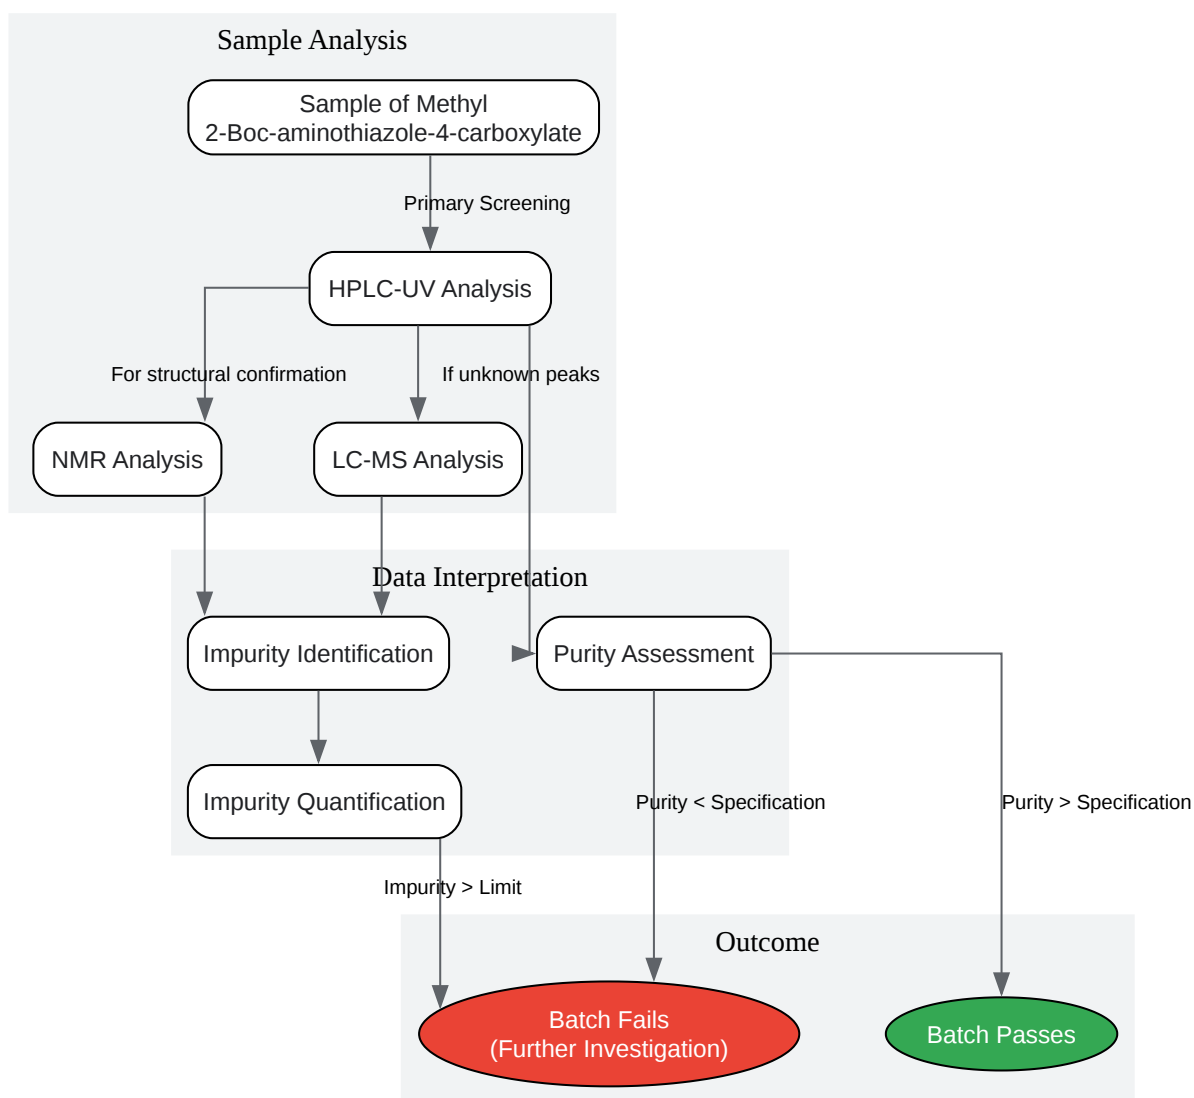 Sample Analysis
Sample of Methyl
2-Boc-aminothiazole-4-carboxylate
Primary Screening
HPLC-UV Analysis
For structural confirmation
If unknown peaks
NMR Analysis
LC-MS Analysis
Data Interpretation
Impurity Identification
Purity Assessment
Impurity Quantification
Purity < Specification
Purity > Specification
Impurity > Limit
Outcome
Batch Fails
(Further Investigation)
Batch Passes